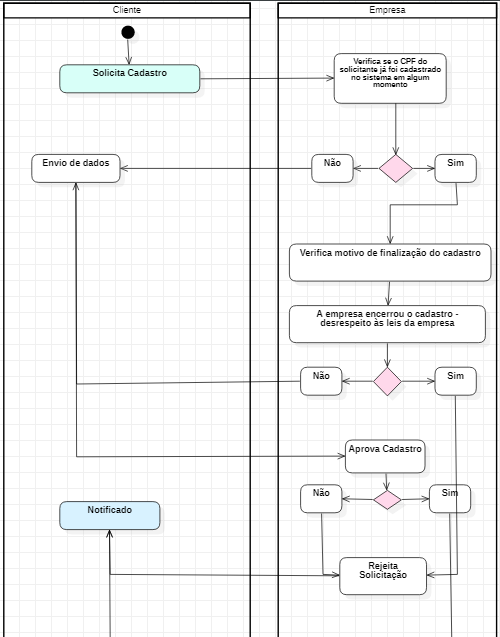 Cliente
Empresa
Solicita Cadastro
Verifica se o CPF do
solicitante já foi cadastrado
no sistema em algum
momento
Envio de dados
Não
Sim
Verifica motivo de finalização do cadastro
A empresa encerrou o cadastro -
desrespeito às leis da empresa
Não
Sim
Aprova Cadastro
Não
Sim
Notificado
Rejeita
Solicitação